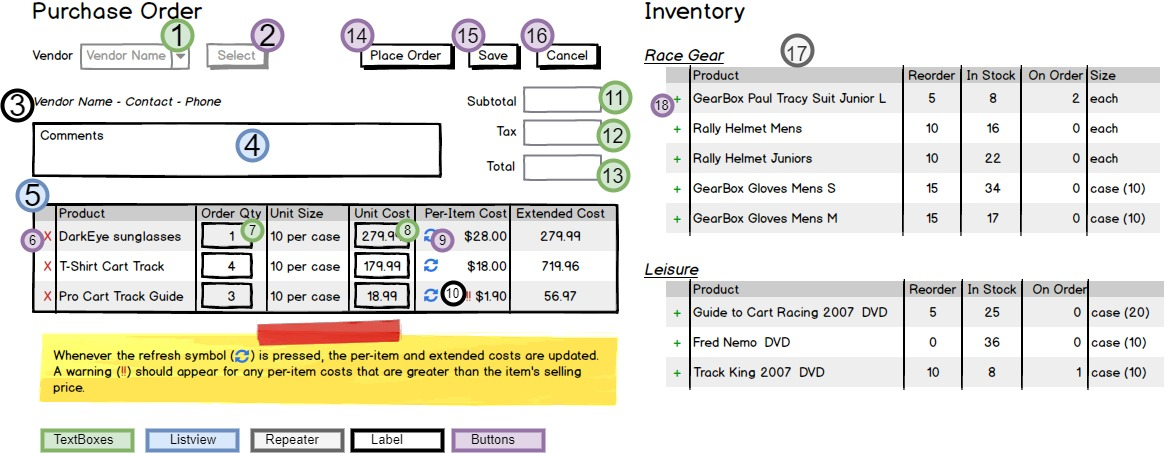 Purchase Order
Vendor Vendor Name 1 Select 2 14 Place Order 15 Save 16 Cancel
3 Vendor Name - Contact - Phone
Subtotal 11
Comments 4
Tax 12
Total 13
5
Product Order Qty Unit Size Unit Cost Per-Item Cost Extended Cost
6 X DarkEye sunglasses 1 7 10 per case 279.99 8 9 $28.00 279.99
X T-Shirt Cart Track 4 10 per case 179.99 $18.00 719.96
X Pro Cart Track Guide 3 10 per case 18.99 10 !! $1.90 56.97
Whenever the refresh symbol ( ) is pressed, the per-item and extended costs are updated.
A warning (!!) should appear for any per-item costs that are greater than the item's selling
price.
TextBoxes Listview Repeater Label Buttons
Inventory
Race Gear 17
Product Reorder In Stock On Order Size
18 + GearBox Paul Tracy Suit Junior L 5 8 2 each
+ Rally Helmet Mens 10 16 0 each
+ Rally Helmet Juniors 10 22 0 each
+ GearBox Gloves Mens S 15 34 0 case (10)
+ GearBox Gloves Mens M 15 17 0 case (10)
Leisure
Product Reorder In Stock On Order
+ Guide to Cart Racing 2007 DVD 5 25 0 case (20)
+ Fred Nemo DVD 0 36 0 case (10)
+ Track King 2007 DVD 10 8 1 case (10)